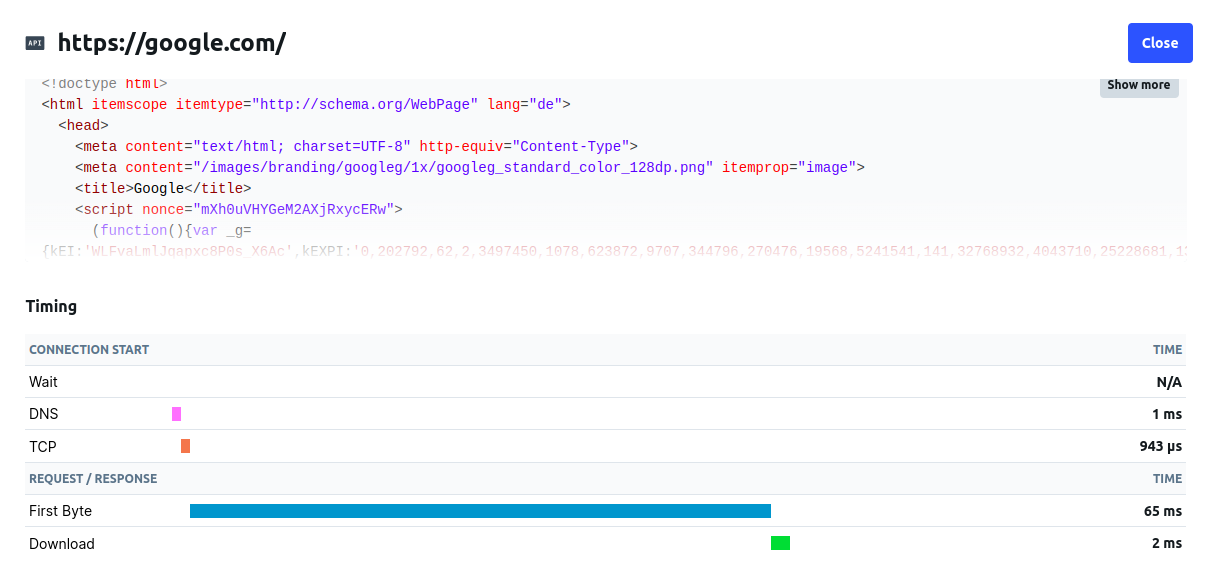 API https://google.com/
Close
<!doctype html>
Show more
<html itemscope itemtype="http://schema.org/WebPage" lang="de">
<head>
<meta content="text/html; charset=UTF-8" http-equiv="Content-Type">
<meta content="/images/branding/googleg/1x/googleg_standard_color_128dp.png" itemprop="image">
<title>Google</title>
<script nonce="mXh0uVHYGeM2AXjRxycERw">
(function(){var _g=
{kEI:'WLFvaLmlJqapxc8P0s_X6Ac',kEXPI:'0,202792,62,2,3497450,1078,623872,9707,344796,270476,19568,5241541,141,32768932,4043710,25228681,
Timing
CONNECTION START TIME
Wait N/A
DNS 1 ms
TCP 943 µs
REQUEST / RESPONSE TIME
First Byte 65 ms
Download 2 ms